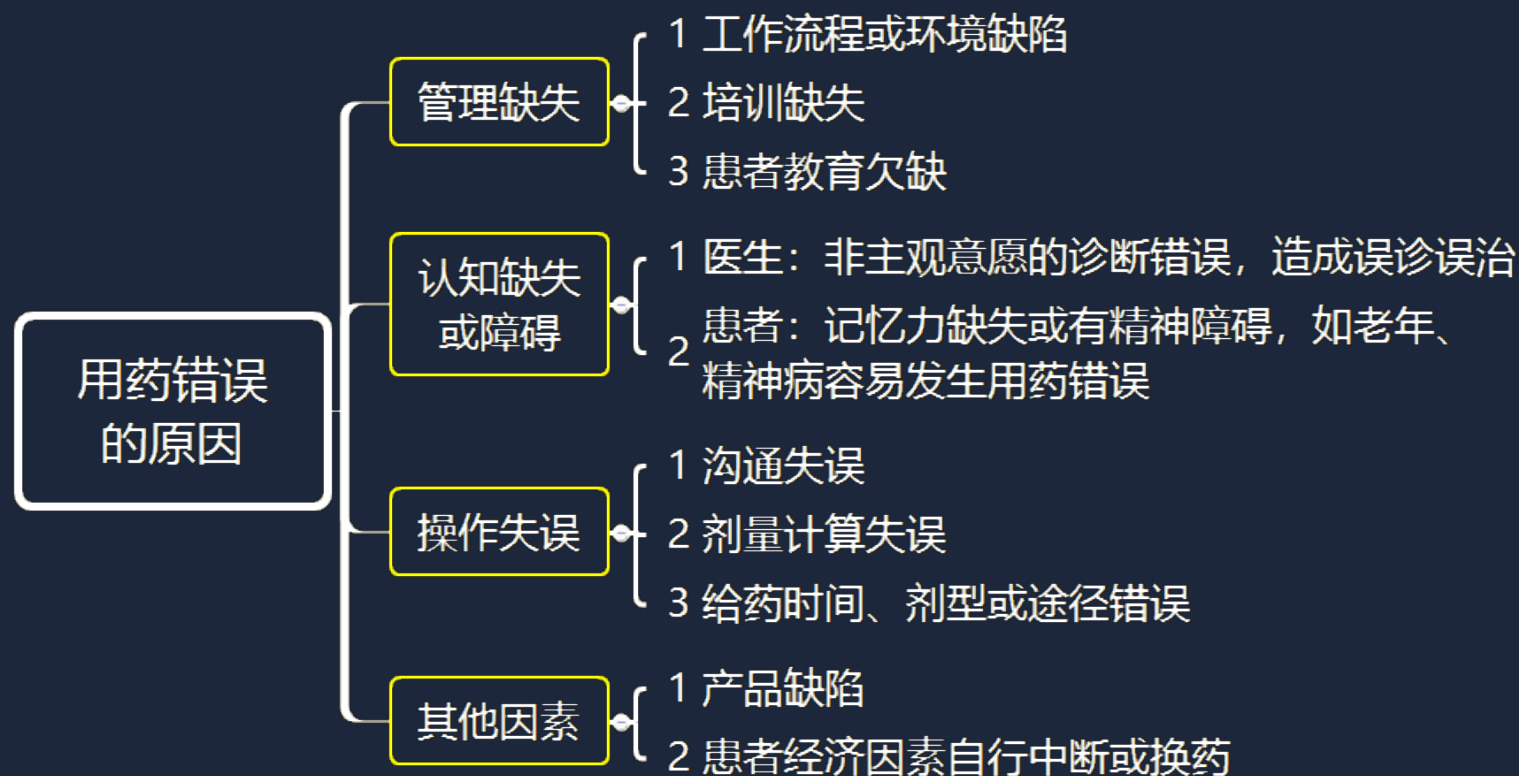 用药错误
的原因
管理缺失
1 工作流程或环境缺陷
2 培训缺失
3 患者教育欠缺
认知缺失
或障碍
1 医生：非主观意愿的诊断错误，造成误诊误治
2 患者：记忆力缺失或有精神障碍，如老年、
精神病容易发生用药错误
操作失误
1 沟通失误
2 剂量计算失误
3 给药时间、剂型或途径错误
其他因素
1 产品缺陷
2 患者经济因素自行中断或换药